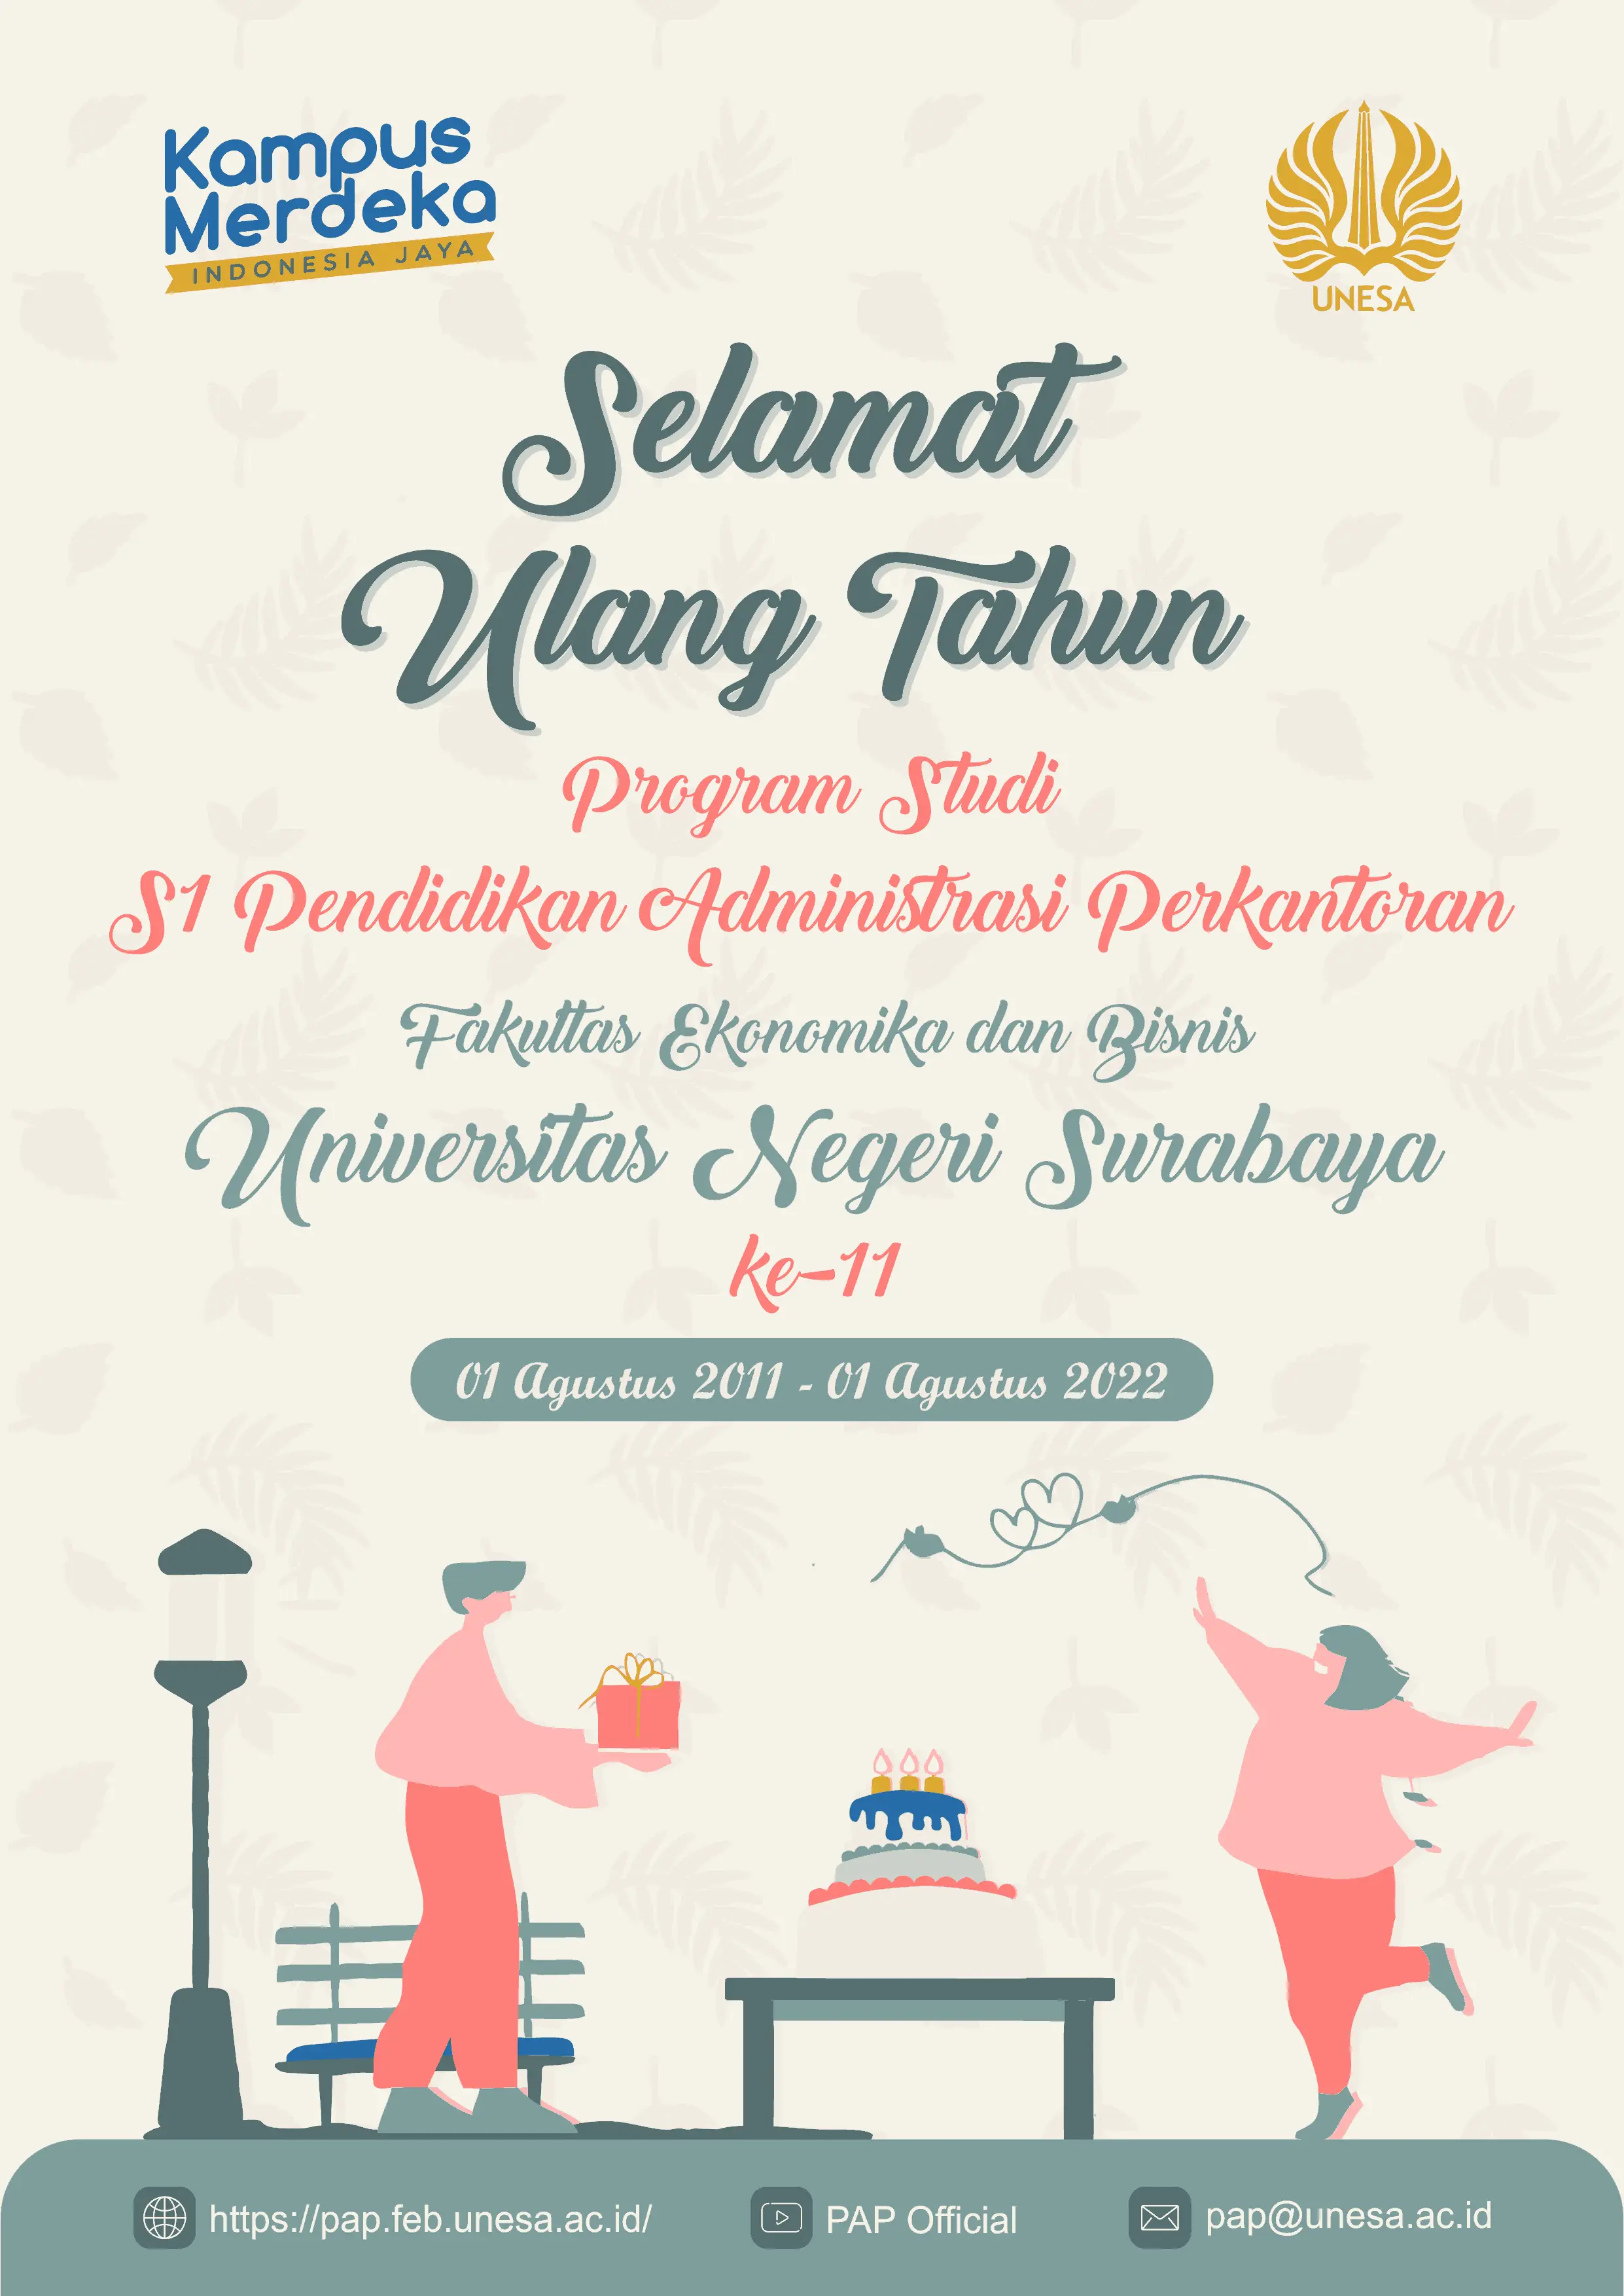 Kampus
Merdeka
INDONESIA JAYA
UNESA
Selamat
Ulang Tahun
Program Studi
S1 Pendidikan Administrasi Perkantoran
Fakultas Ekonomika dan Bisnis
Universitas Negeri Surabaya
ke-11
01 Agustus 2011 - 01 Agustus 2022
https://pap.feb.unesa.ac.id/
PAP Official
pap@unesa.ac.id